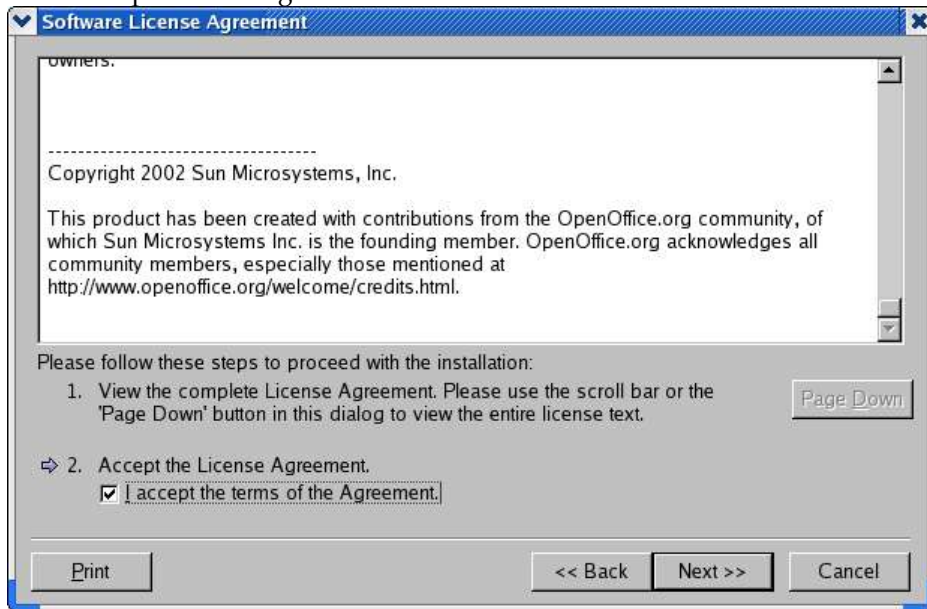 Software License Agreement
owners.
-----------------------------------
Copyright 2002 Sun Microsystems, Inc.
This product has been created with contributions from the OpenOffice.org community, of
which Sun Microsystems Inc. is the founding member. OpenOffice.org acknowledges all
community members, especially those mentioned at
http://www.openoffice.org/welcome/credits.html.
Please follow these steps to proceed with the installation:
1. View the complete License Agreement. Please use the scroll bar or the
'Page Down' button in this dialog to view the entire license text.
Page Down
2. Accept the License Agreement.
I accept the terms of the Agreement.
Print
<< Back
Next >>
Cancel